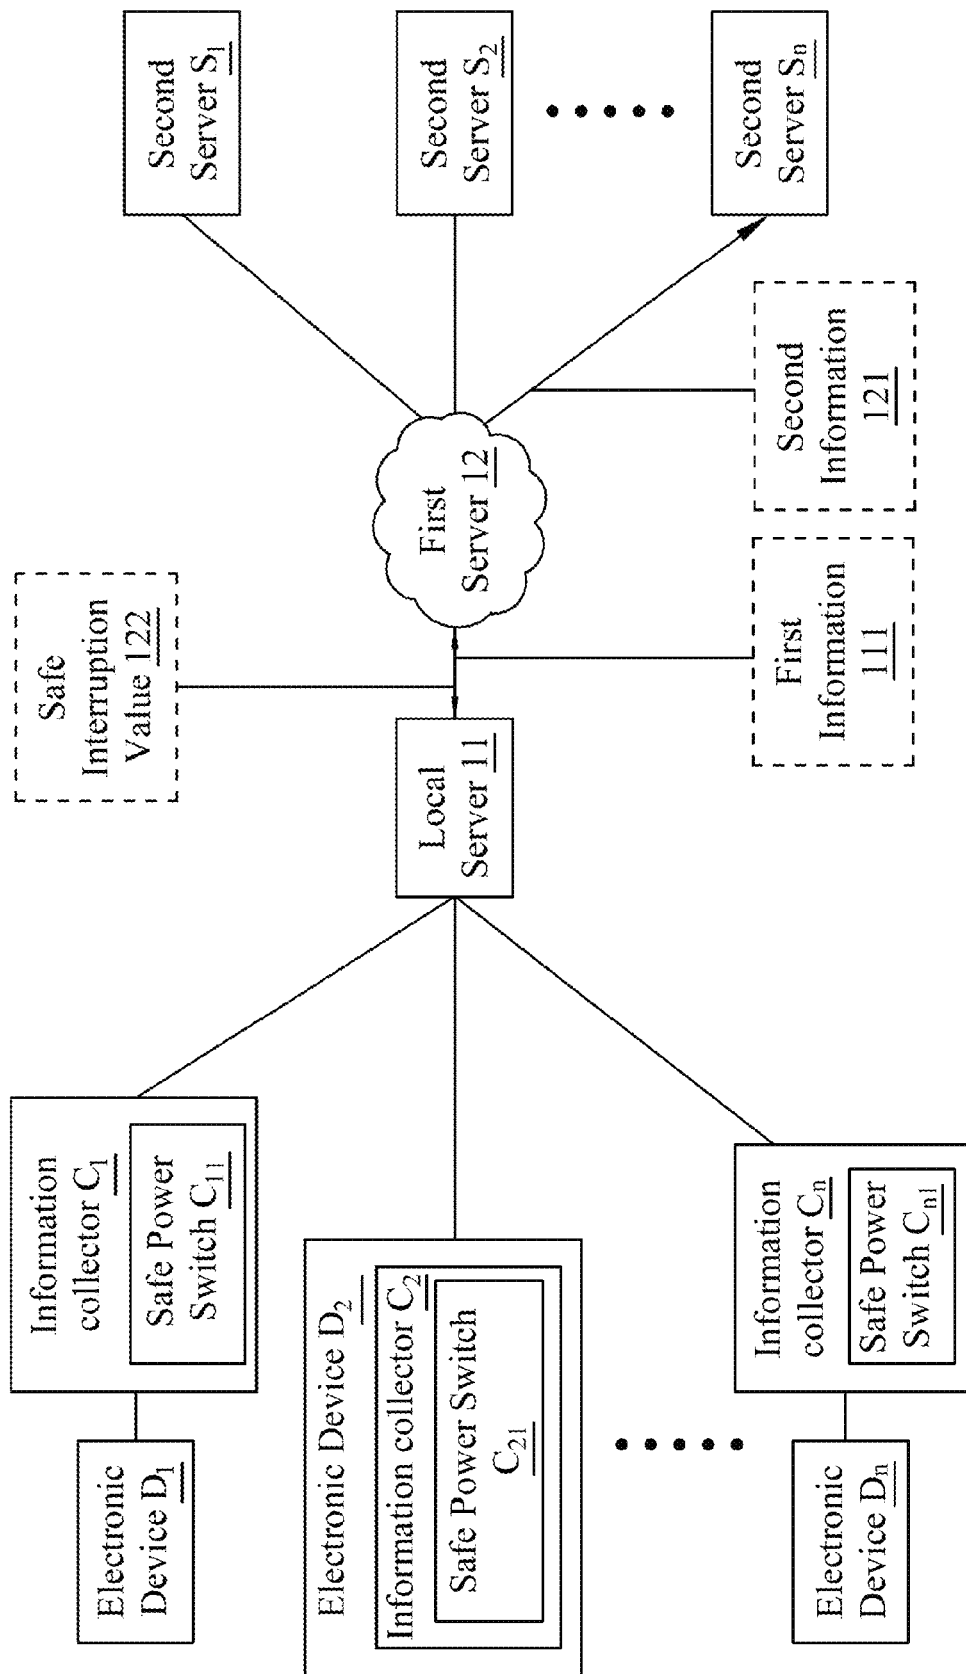 Electronic
Device D1
Information
collector C1
Safe Power
Switch C11
Electronic Device D2
Information collector C2
Safe Power Switch
C21
Electronic
Device Dn
Information
collector Cn
Safe Power
Switch Cn1
Local
Server 11
Safe
Interruption
Value 122
First
Information
111
First
Server 12
Second
Information
121
Second
Server S1
Second
Server S2
Second
Server Sn